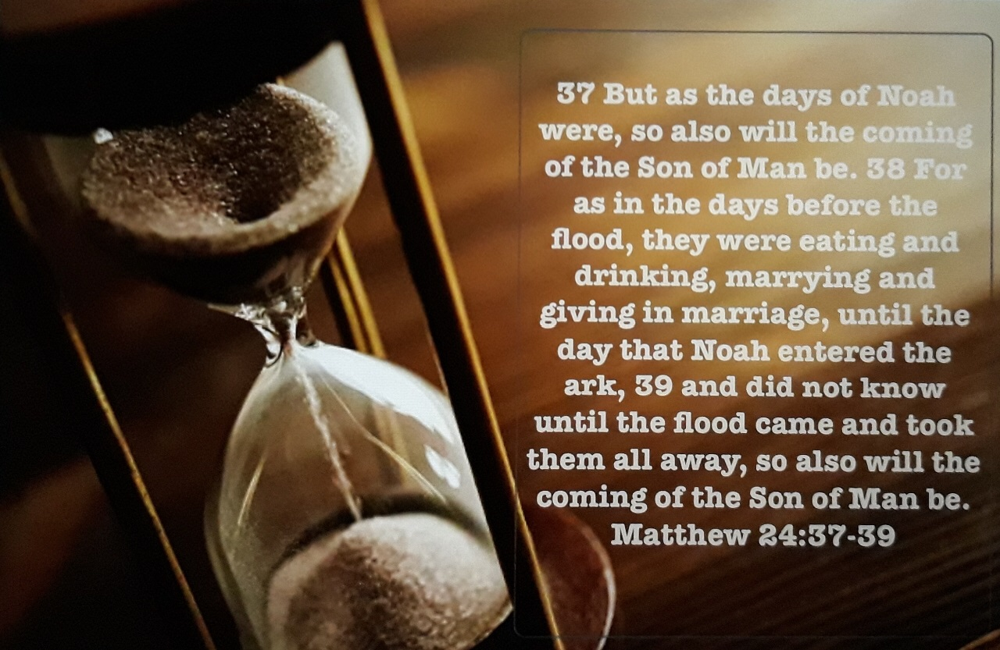 37 But as the days of Noah
were, so also will the coming
of the Son of Man be. 38 For
as in the days before the
flood, they were eating and
drinking, marrying and
giving in marriage, until the
day that Noah entered the
ark, 39 and did not know
until the flood came and took
them all away, so also will the
coming of the Son of Man be.
Matthew 24:37-39